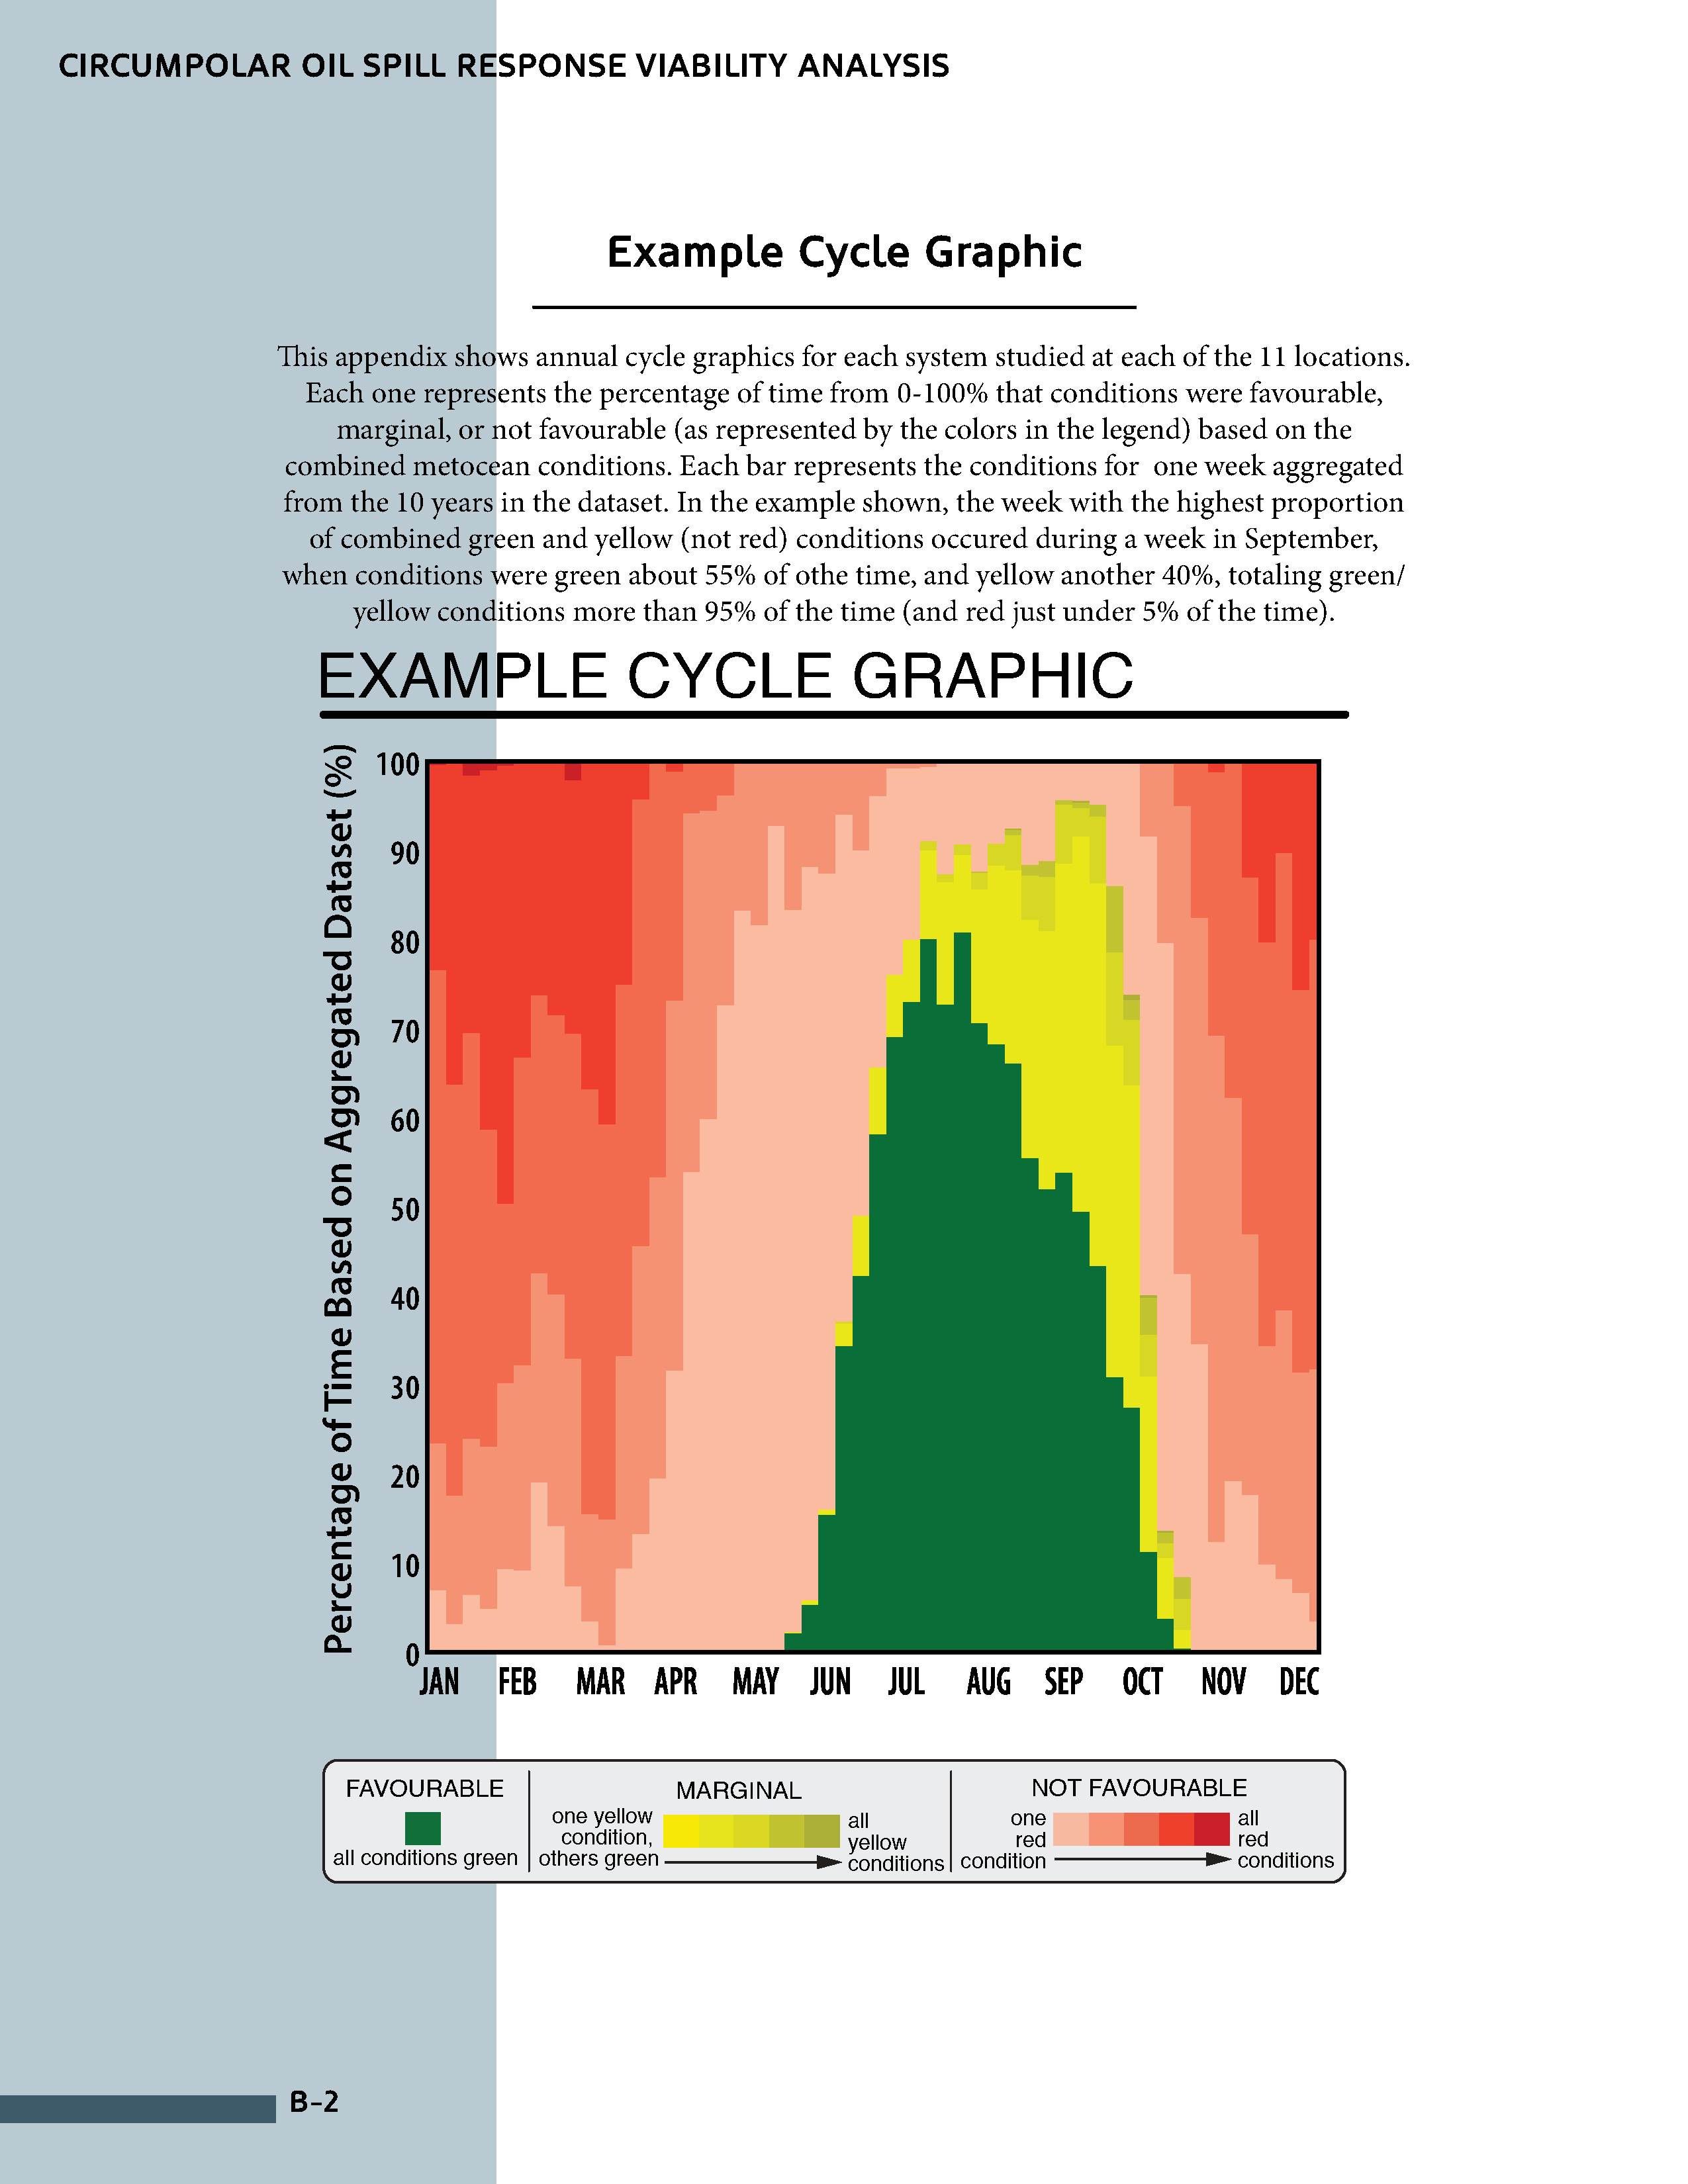 CIRCUMPOLAR OIL SPILL RESPONSE VIABILITY ANALYSIS
Example Cycle Graphic
This appendix shows annual cycle graphics for each system studied at each of the 11 locations.
Each one represents the percentage of time from 0-100% that conditions were favourable,
marginal, or not favourable (as represented by the colors in the legend) based on the
combined metocean conditions. Each bar represents the conditions for  one week aggregated
from the 10 years in the dataset. In the example shown, the week with the highest proportion
of combined green and yellow (not red) conditions occured during a week in September,
when conditions were green about 55% of othe time, and yellow another 40%, totaling green/
yellow conditions more than 95% of the time (and red just under 5% of the time).
EXAMPLE CYCLE GRAPHIC
Percentage of Time Based on Aggregated Dataset (%)
100
90
80
70
60
50
40
30
20
10
0
JAN FEB MAR APR MAY JUN JUL AUG SEP OCT NOV DEC
FAVOURABLE
all conditions green
MARGINAL
one yellow
condition,
others green
all
yellow
conditions
NOT FAVOURABLE
one
red
condition
all
red
conditions
B-2